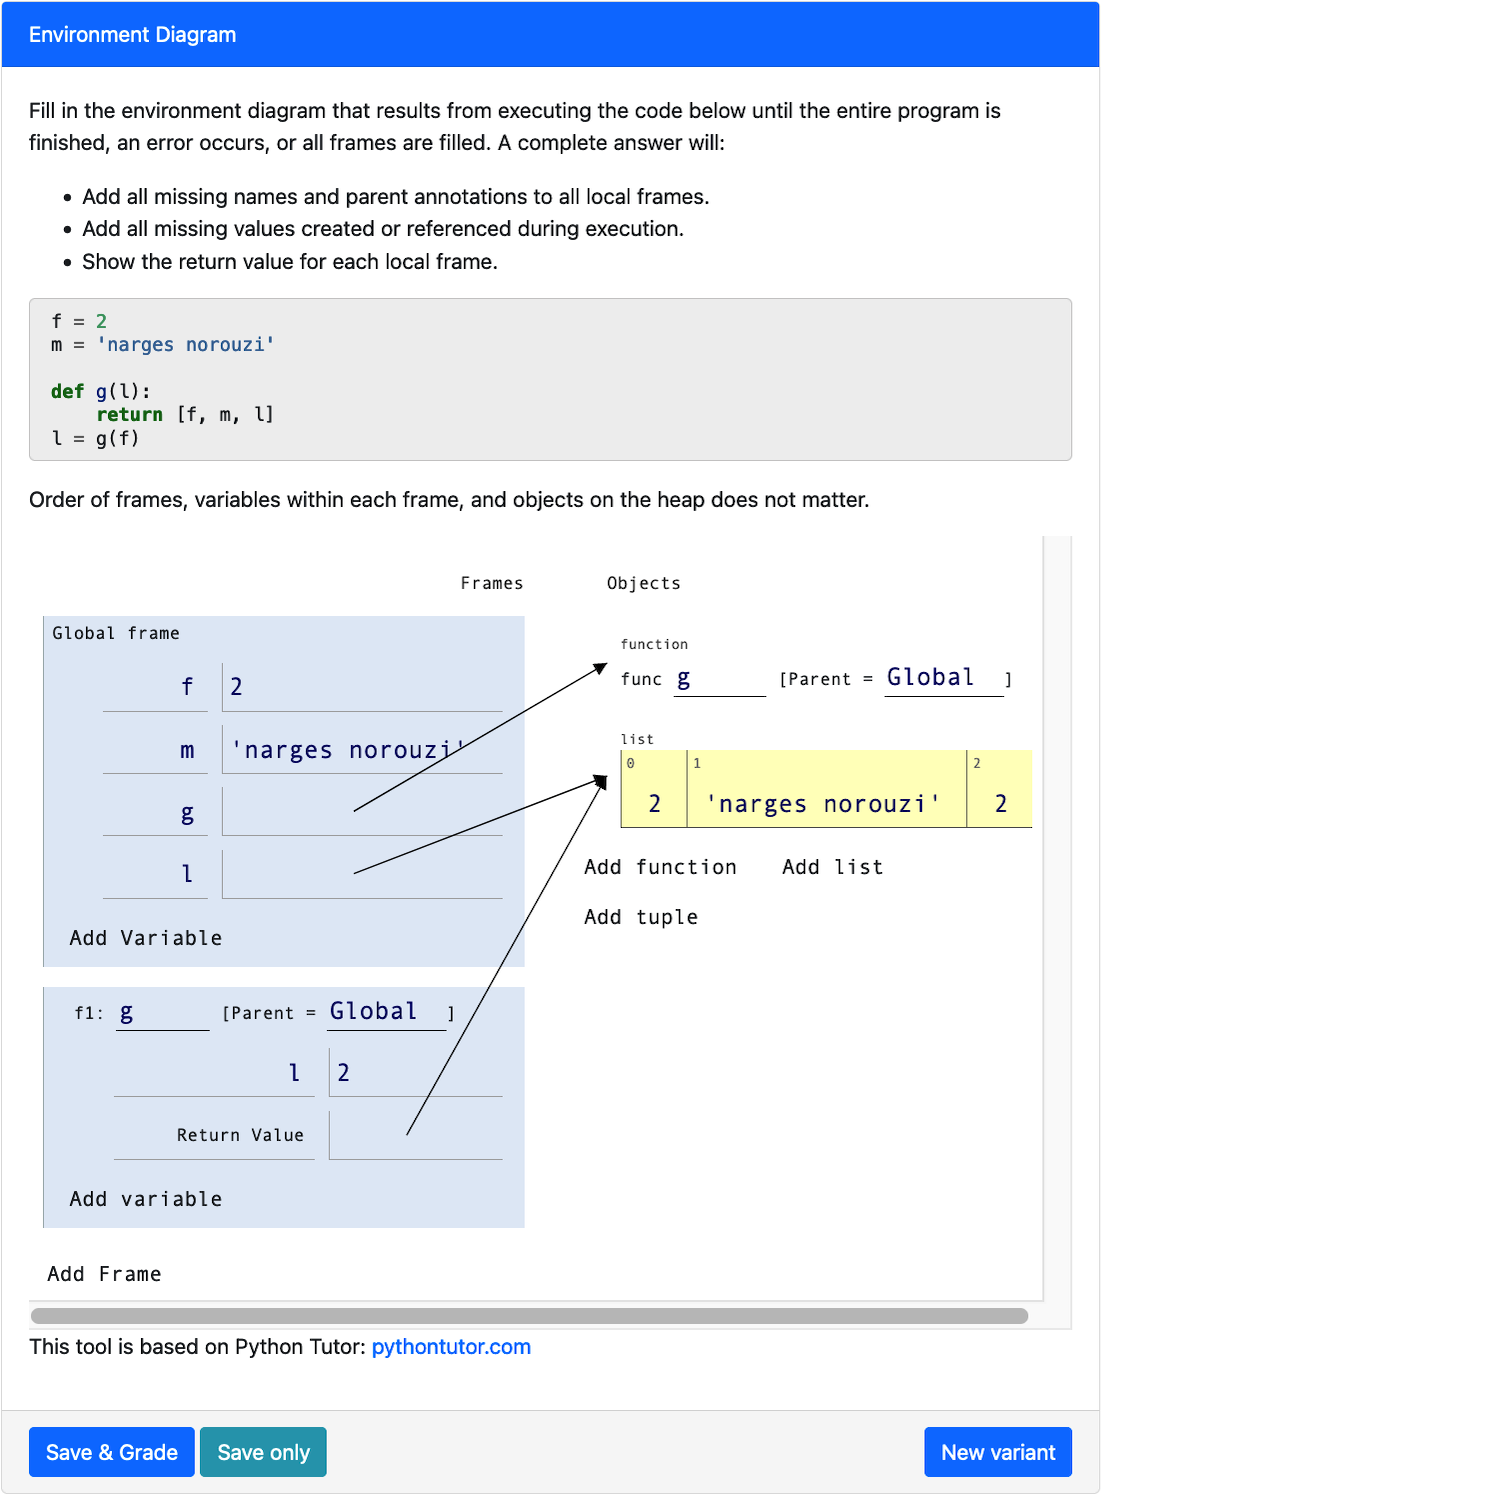 Environment Diagram
Fill in the environment diagram that results from executing the code below until the entire program is
finished, an error occurs, or all frames are filled. A complete answer will:
• Add all missing names and parent annotations to all local frames.
• Add all missing values created or referenced during execution.
• Show the return value for each local frame.
f = 2
m = 'narges norouzi'
def g(l):
    return [f, m, l]
l = g(f)
Order of frames, variables within each frame, and objects on the heap does not matter.
Frames
Objects
Global frame
f 2
m 'narges norouzi'
g
l
Add Variable
f1: g [Parent = Global ]
l 2
Return Value
Add variable
Add Frame
function
func g [Parent = Global ]
list
0 1 2
2 'narges norouzi' 2
Add function Add list
Add tuple
This tool is based on Python Tutor: pythontutor.com
Save & Grade Save only New variant